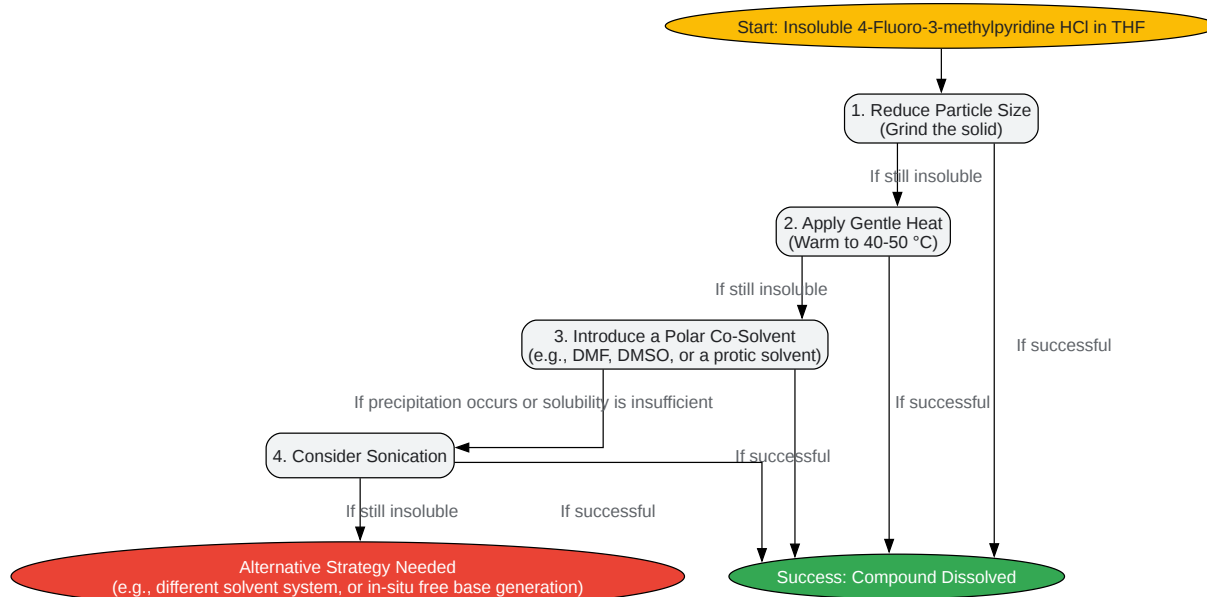 Start: Insoluble 4-Fluoro-3-methylpyridine HCl in THF
1. Reduce Particle Size
(Grind the solid)
If still insoluble
2. Apply Gentle Heat
(Warm to 40-50 °C)
If still insoluble
3. Introduce a Polar Co-Solvent
(e.g., DMF, DMSO, or a protic solvent)
If successful
If precipitation occurs or solubility is insufficient
If successful
4. Consider Sonication
If successful
If still insoluble
If successful
Alternative Strategy Needed
(e.g., different solvent system, or in-situ free base generation)
Success: Compound Dissolved